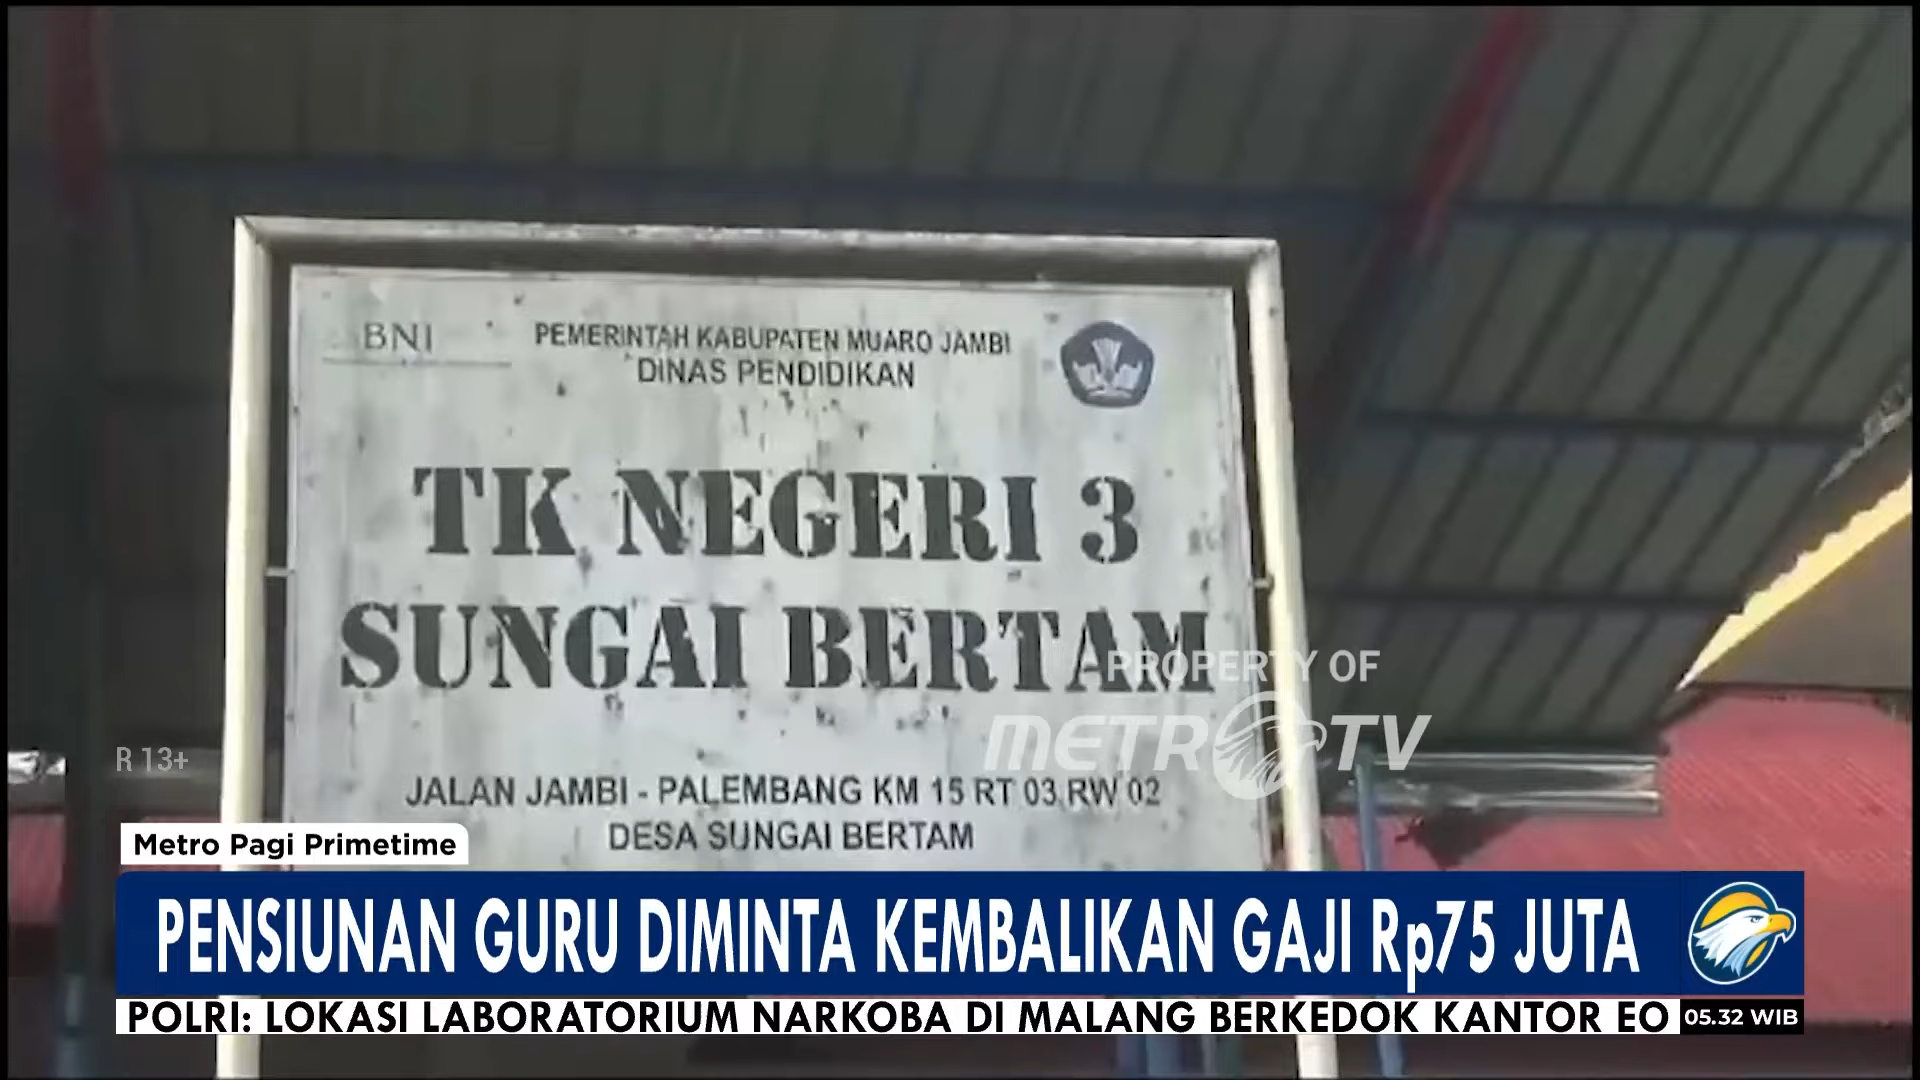 BNI
PEMERINTAH KABUPATEN MUARO JAMBI
DINAS PENDIDIKAN
TK NEGERI 3
SUNGAI BERTAM
JALAN JAMBI - PALEMBANG KM 15 RT 03 RW 02
DESA SUNGAI BERTAM
PROPERTY OF
METRO TV
R 13+
Metro Pagi Primetime
PENSIUNAN GURU DIMINTA KEMBALIKAN GAJI Rp75 JUTA
POLRI: LOKASI LABORATORIUM NARKOBA DI MALANG BERKEDOK KANTOR EO
05.32 WIB